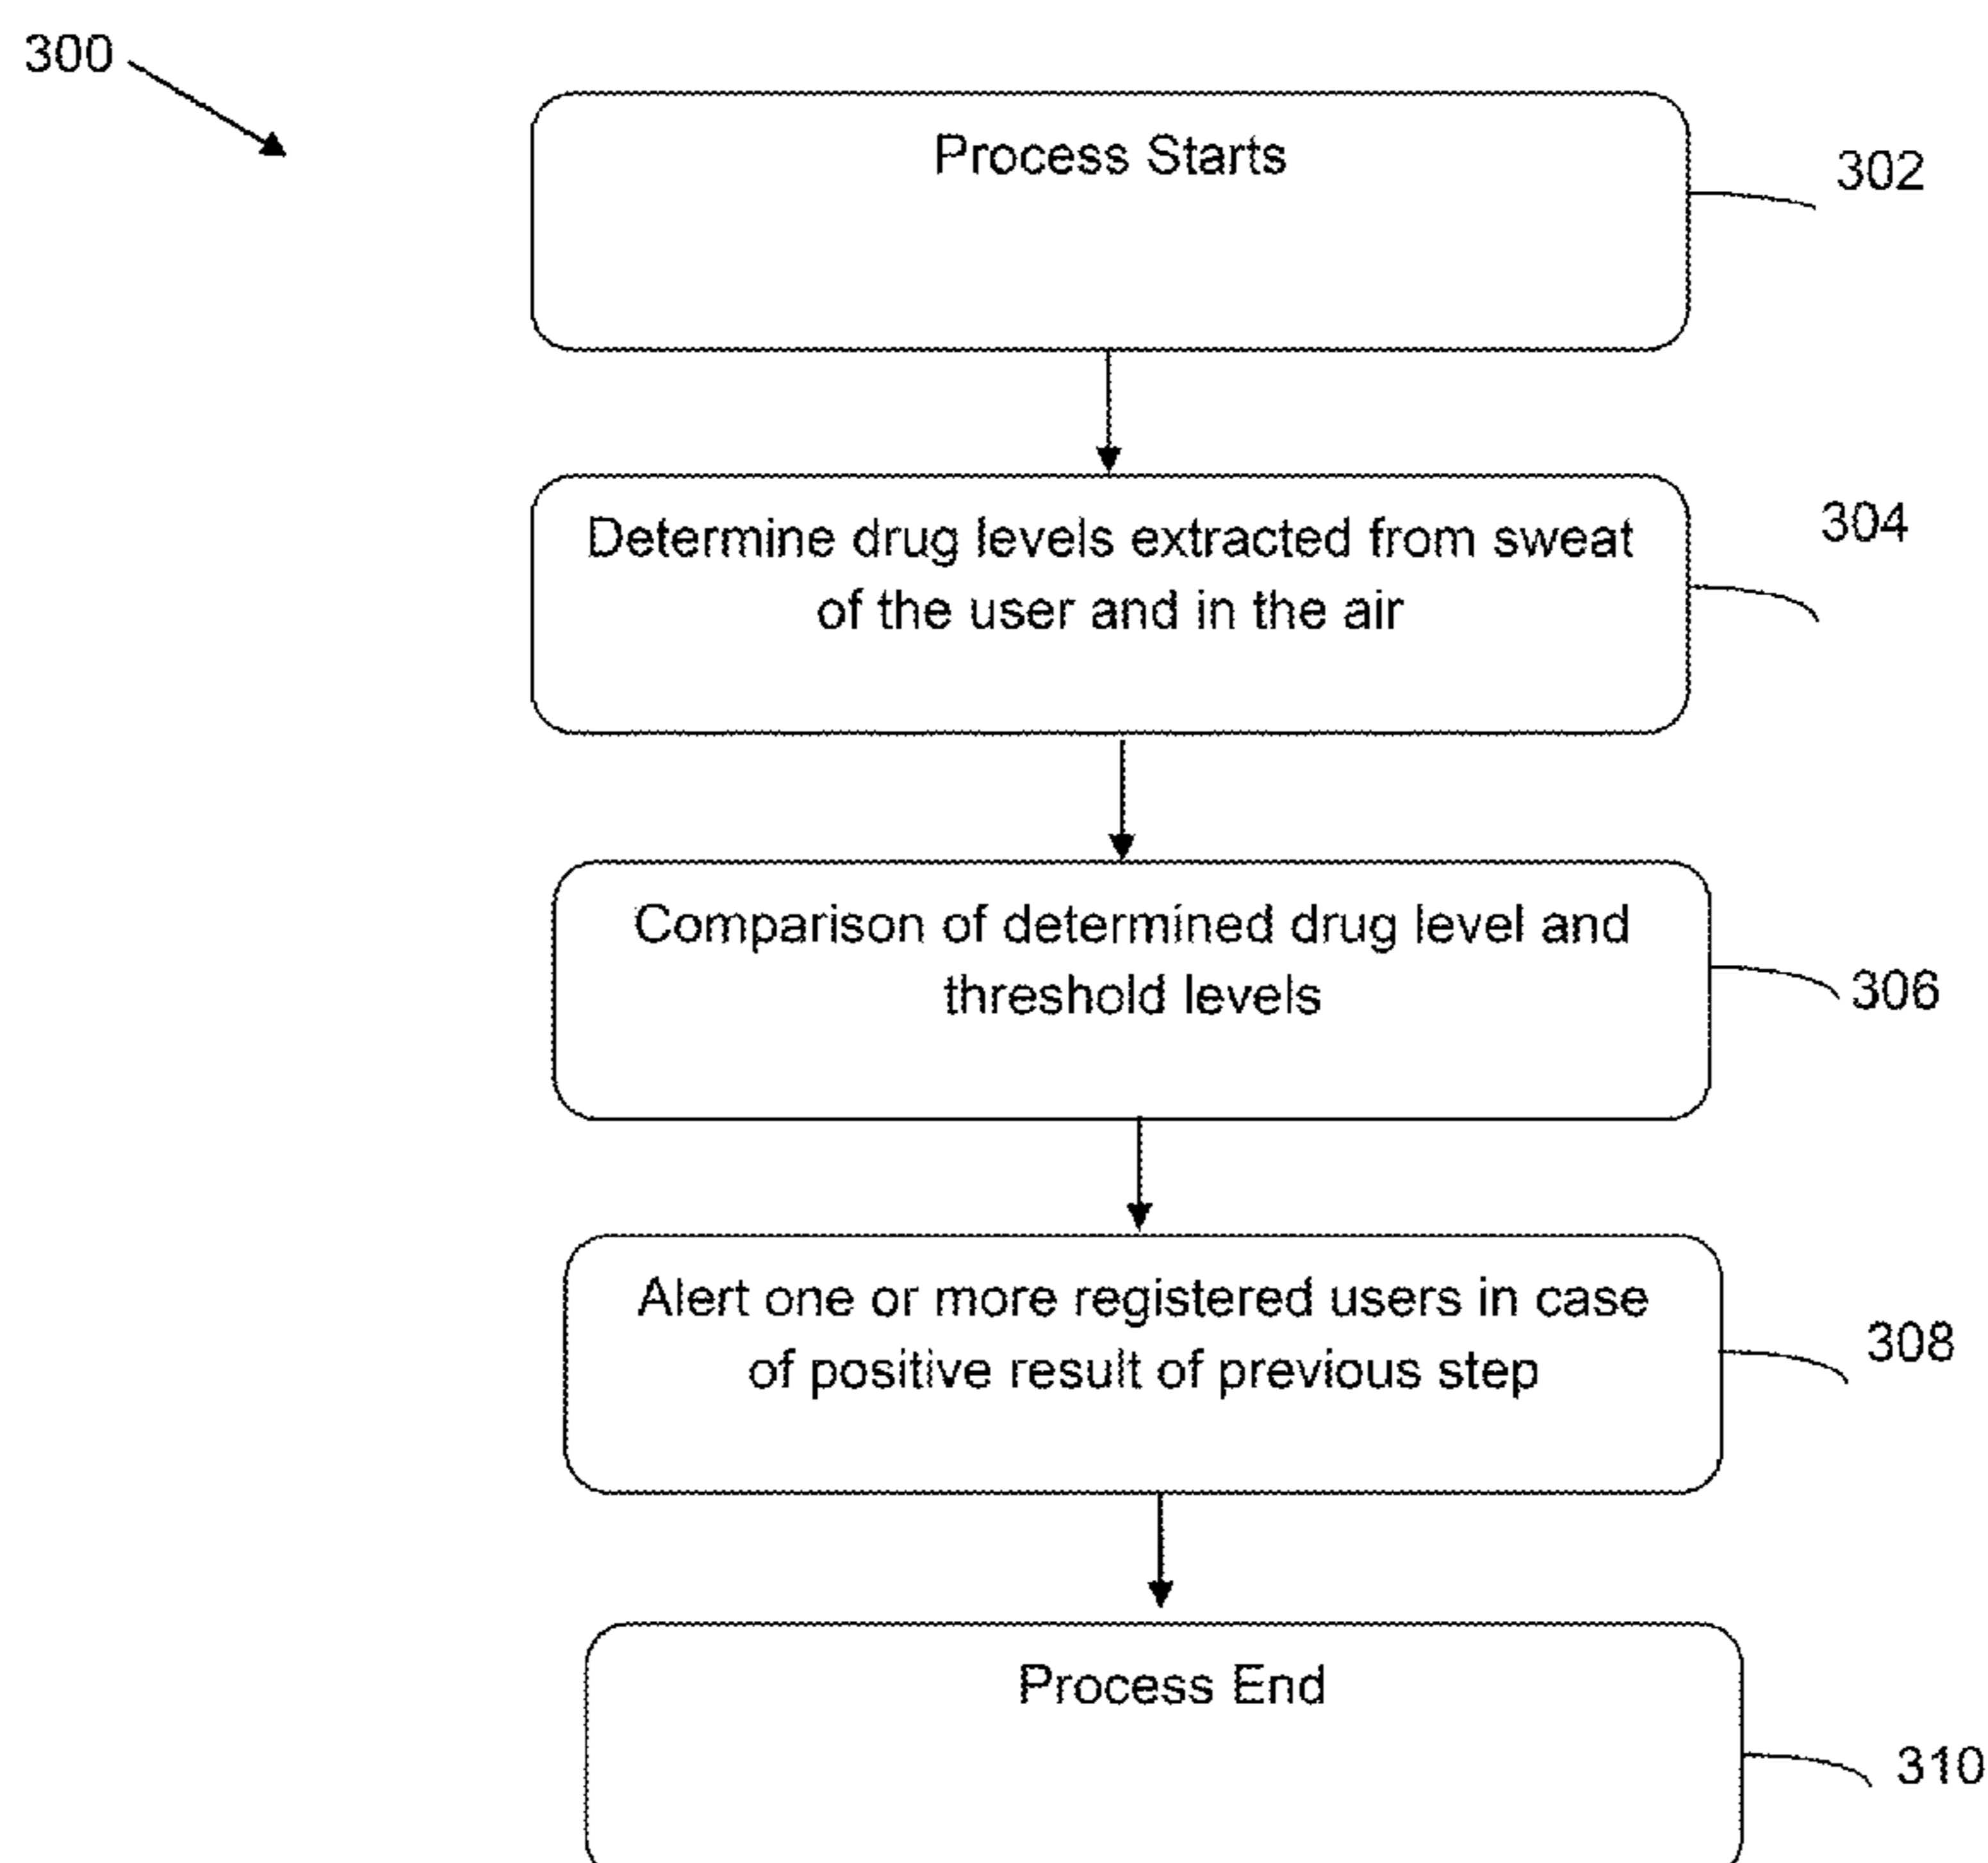 300
Process Starts
302
Determine drug levels extracted from sweat
of the user and in the air
304
Comparison of determined drug level and
threshold levels
306
Alert one or more registered users in case
of positive result of previous step
308
Process End
310